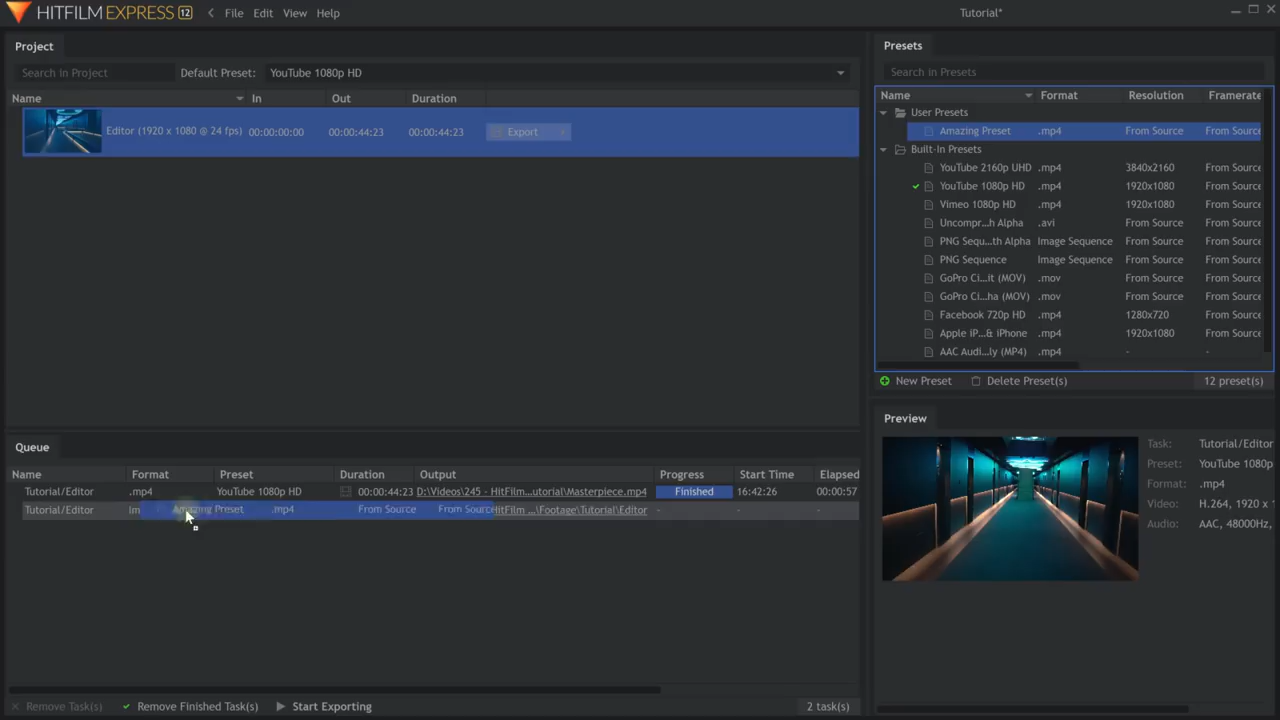 HITFILM EXPRESS 12 File Edit View Help Tutorial*
Project
Search in Project Default Preset: YouTube 1080p HD
Name In Out Duration
Editor (1920 x 1080 @ 24 fps) 00:00:00:00 00:00:44:23 00:00:44:23 Export
Presets
Search in Presets
Name Format Resolution Framerate
User Presets
Amazing Preset .mp4 From Source From Source
Built-In Presets
YouTube 2160p UHD .mp4 3840x2160 From Source
YouTube 1080p HD .mp4 1920x1080 From Source
Vimeo 1080p HD .mp4 1920x1080 From Source
Uncompr...h Alpha .avi From Source From Source
PNG Sequ...th Alpha Image Sequence From Source From Source
PNG Sequence Image Sequence From Source From Source
GoPro Ci...it (MOV) .mov From Source From Source
GoPro Ci...ha (MOV) .mov From Source From Source
Facebook 720p HD .mp4 1280x720 From Source
Apple iP...& iPhone .mp4 1920x1080 From Source
AAC Audi...ly (MP4) .mp4 - -
New Preset Delete Preset(s) 12 preset(s)
Queue
Name Format Preset Duration Output Progress Start Time Elapsed
Tutorial/Editor .mp4 YouTube 1080p HD 00:00:44:23 D:\Videos\245 - HitFilm...utorial\Masterpiece.mp4 Finished 16:42:26 00:00:57
Tutorial/Editor Im Amazing Preset .mp4 From Source From Source HitFilm ...\Footage\Tutorial\Editor - - -
Remove Task(s) Remove Finished Task(s) Start Exporting 2 task(s)
Preview
Task: Tutorial/Editor
Preset: YouTube 1080p
Format: .mp4
Video: H.264, 1920 x 1
Audio: AAC, 48000Hz,